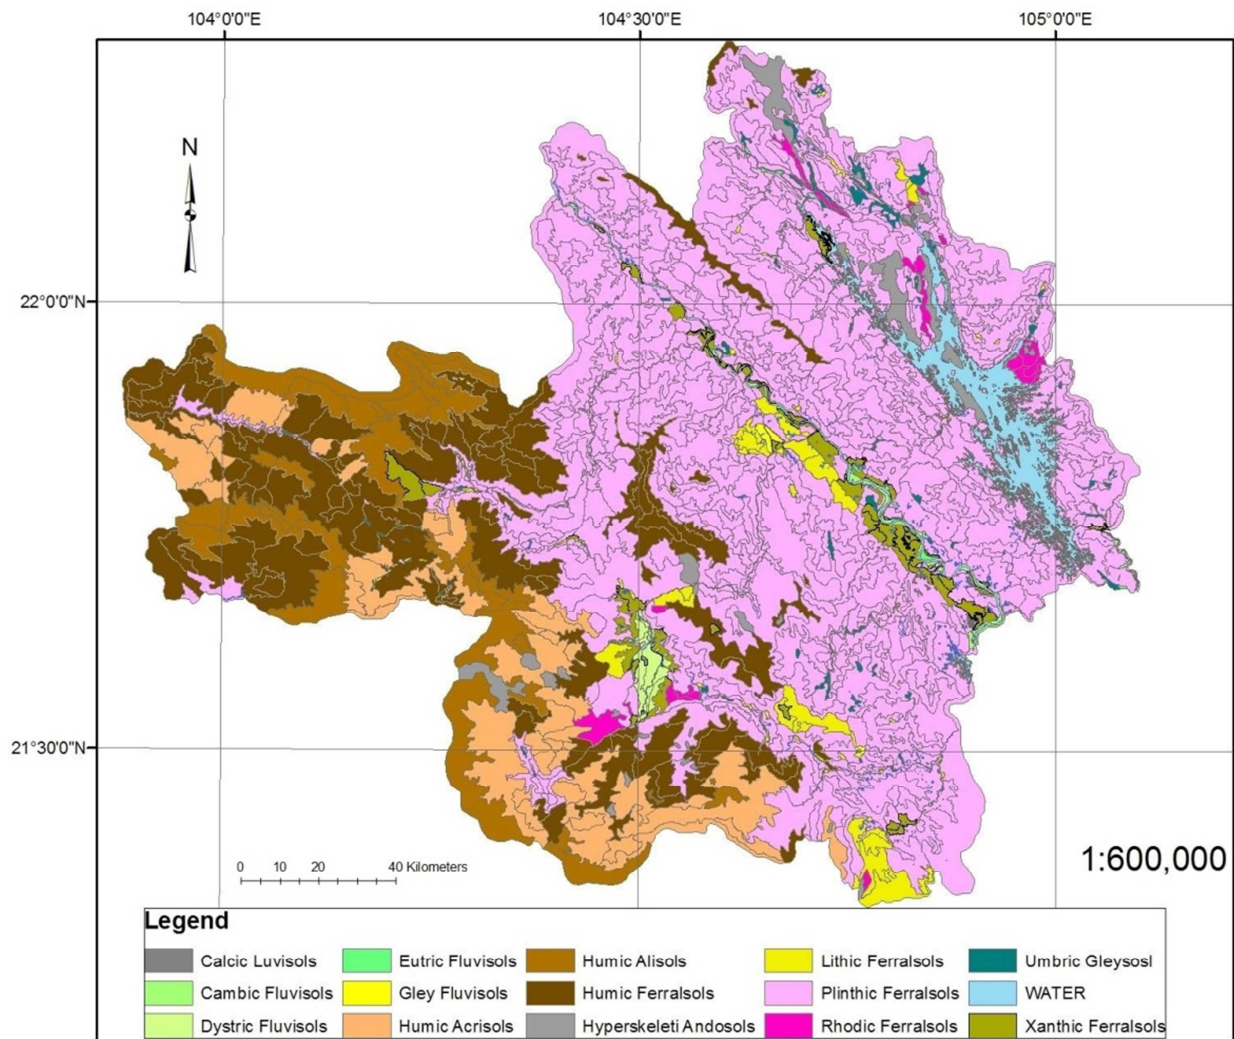 104°0'0"E 104°30'0"E 105°0'0"E
N
22°0'0"N
21°30'0"N
0 10 20 40 Kilometers
1:600,000
Legend
Calcic Luvisols Eutric Fluvisols Humic Alisols Lithic Ferralsols Umbric Gleysosl
Cambic Fluvisols Gley Fluvisols Humic Ferralsols Plinthic Ferralsols WATER
Dystric Fluvisols Humic Acrisols Hyperskeleti Andosols Rhodic Ferralsols Xanthic Ferralsols